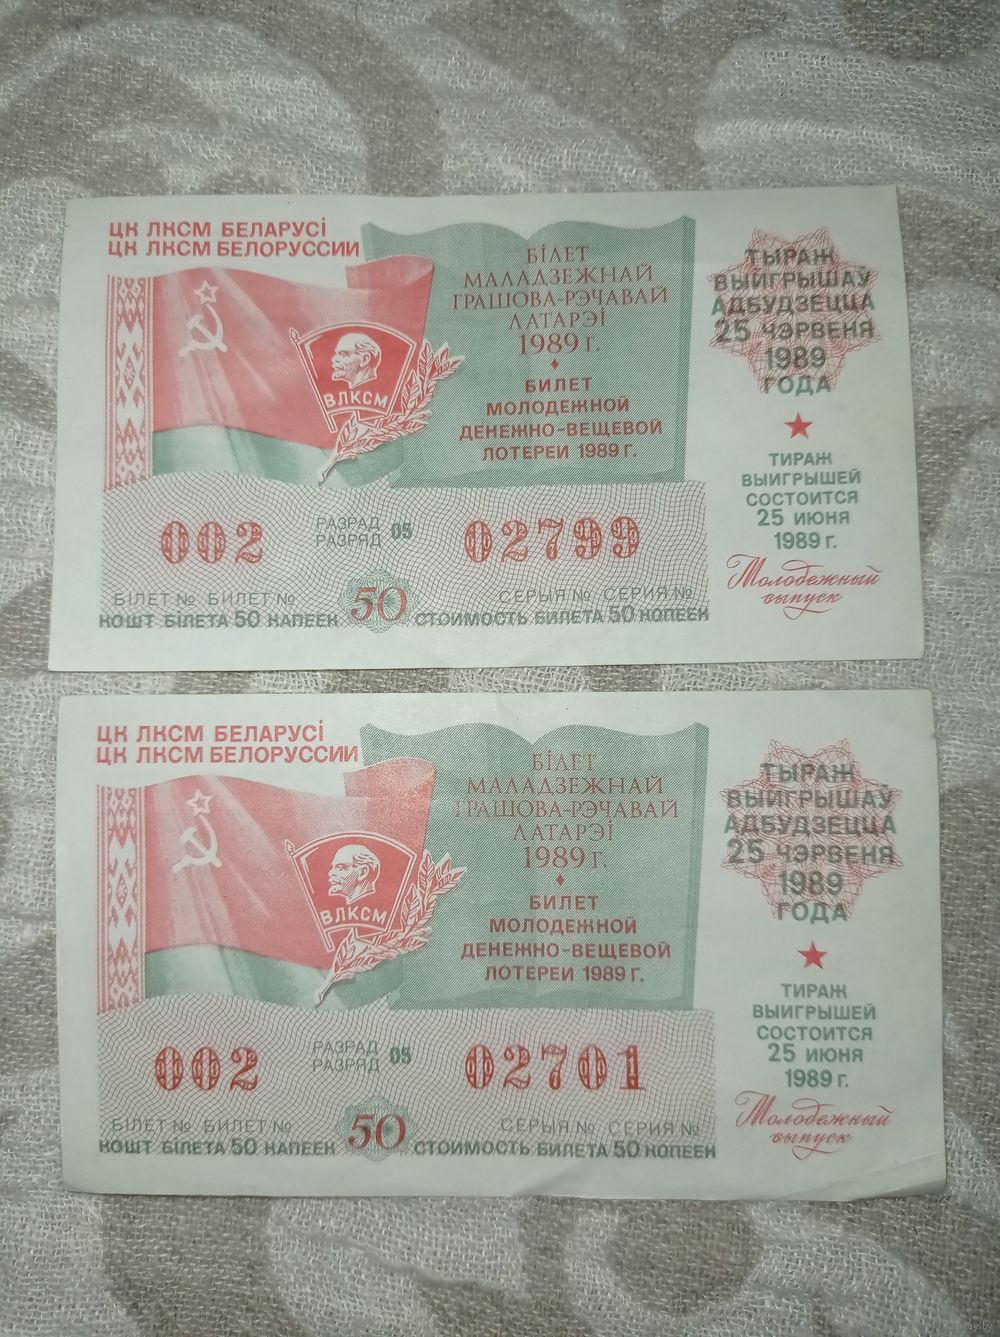 ЦК ЛКСМ БЕЛАРУСІ
ЦК ЛКСМ БЕЛОРУССИИ
ВЛКСМ
БІЛЕТ
МАЛАДЗЕЖНАЙ
ГРАШОВА-РЭЧАВАЙ
ЛАТАРЭІ
1989 г.
БИЛЕТ
МОЛОДЕЖНОЙ
ДЕНЕЖНО-ВЕЩЕВОЙ
ЛОТЕРЕИ 1989 г.
ТЫРАЖ
ВЫЙГРЫШАЎ
АДБУДЗЕЦЦА
25 ЧЭРВЕНЯ
1989
ГОДА
ТИРАЖ
ВЫИГРЫШЕЙ
СОСТОИТСЯ
25 ИЮНЯ
1989 г.
Молодежный
выпуск
002 РАЗРАД РАЗРЯД 05 02799
БІЛЕТ № БИЛЕТ № СЕРЫЯ № СЕРИЯ №
КОШТ БІЛЕТА 50 КАПЕЕК 50 СТОИМОСТЬ БИЛЕТА 50 КОПЕЕК
ЦК ЛКСМ БЕЛАРУСІ
ЦК ЛКСМ БЕЛОРУССИИ
ВЛКСМ
БІЛЕТ
МАЛАДЗЕЖНАЙ
ГРАШОВА-РЭЧАВАЙ
ЛАТАРЭІ
1989 г.
БИЛЕТ
МОЛОДЕЖНОЙ
ДЕНЕЖНО-ВЕЩЕВОЙ
ЛОТЕРЕИ 1989 г.
ТЫРАЖ
ВЫЙГРЫШАЎ
АДБУДЗЕЦЦА
25 ЧЭРВЕНЯ
1989
ГОДА
ТИРАЖ
ВЫИГРЫШЕЙ
СОСТОИТСЯ
25 ИЮНЯ
1989 г.
Молодежный
выпуск
002 РАЗРАД РАЗРЯД 05 02701
БІЛЕТ № БИЛЕТ № СЕРЫЯ № СЕРИЯ №
КОШТ БІЛЕТА 50 КАПЕЕК 50 СТОИМОСТЬ БИЛЕТА 50 КОПЕЕК
ay.by